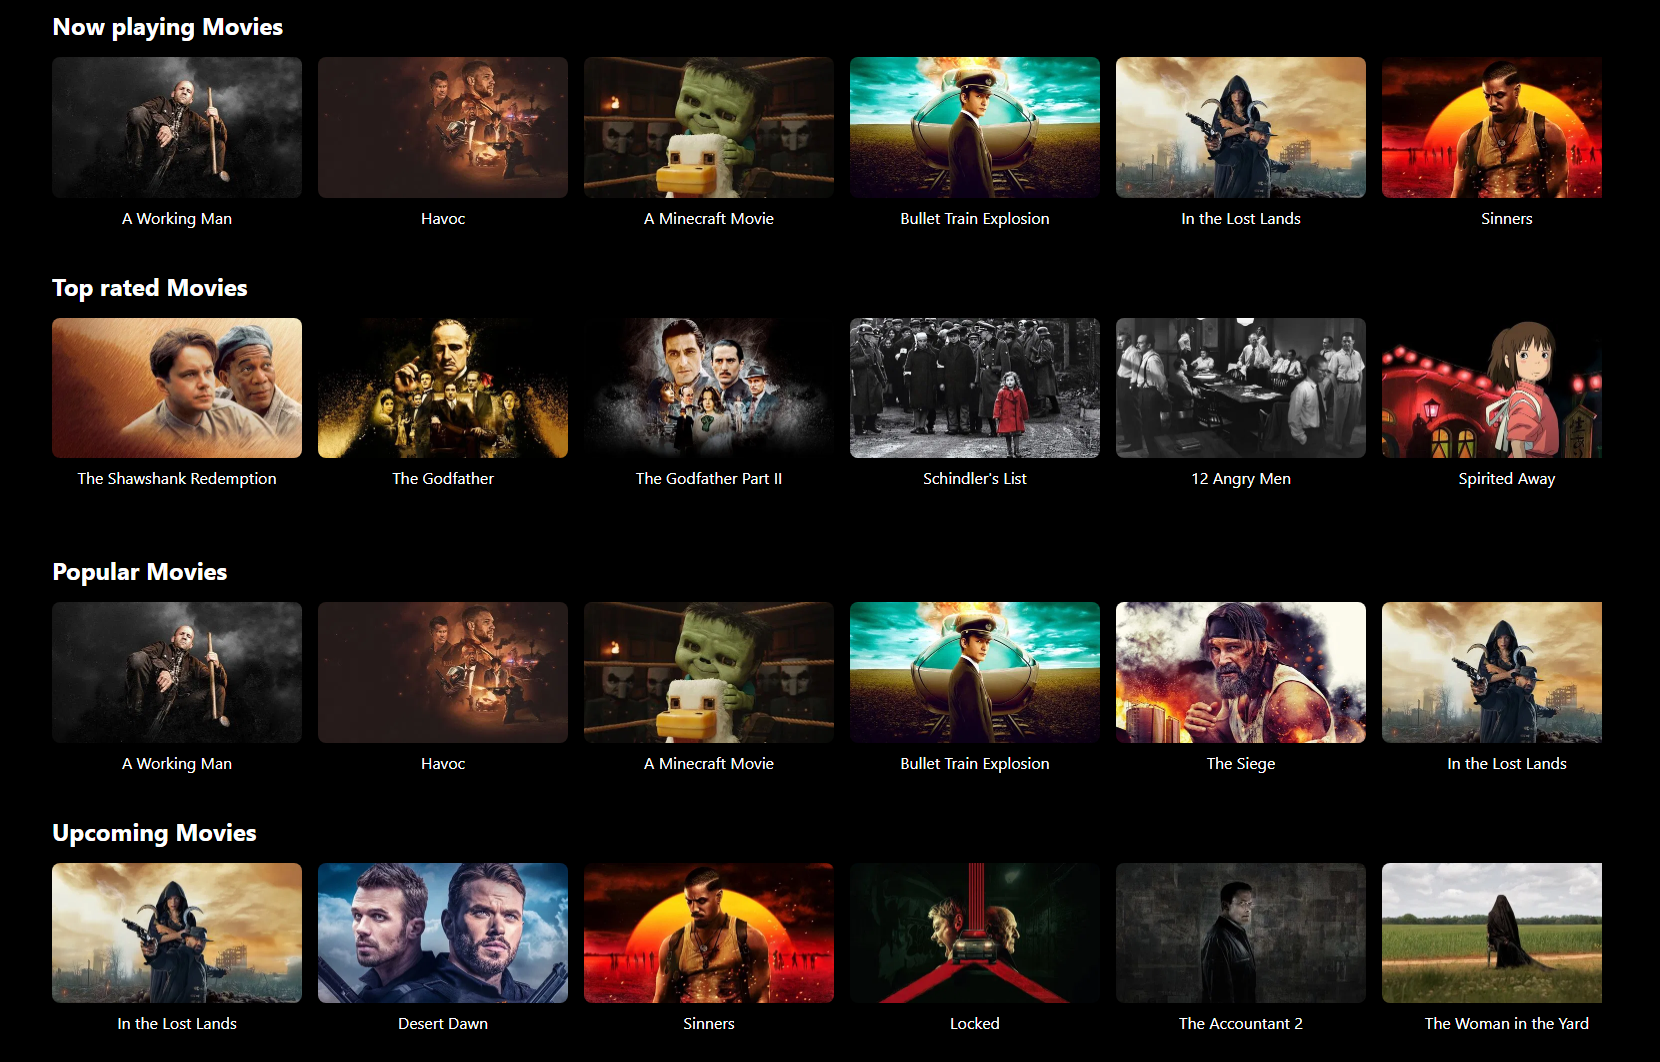 Now playing Movies
A Working Man
Havoc
A Minecraft Movie
Bullet Train Explosion
In the Lost Lands
Sinners
Top rated Movies
The Shawshank Redemption
The Godfather
The Godfather Part II
Schindler's List
12 Angry Men
Spirited Away
Popular Movies
A Working Man
Havoc
A Minecraft Movie
Bullet Train Explosion
The Siege
In the Lost Lands
Upcoming Movies
In the Lost Lands
Desert Dawn
Sinners
Locked
The Accountant 2
The Woman in the Yard